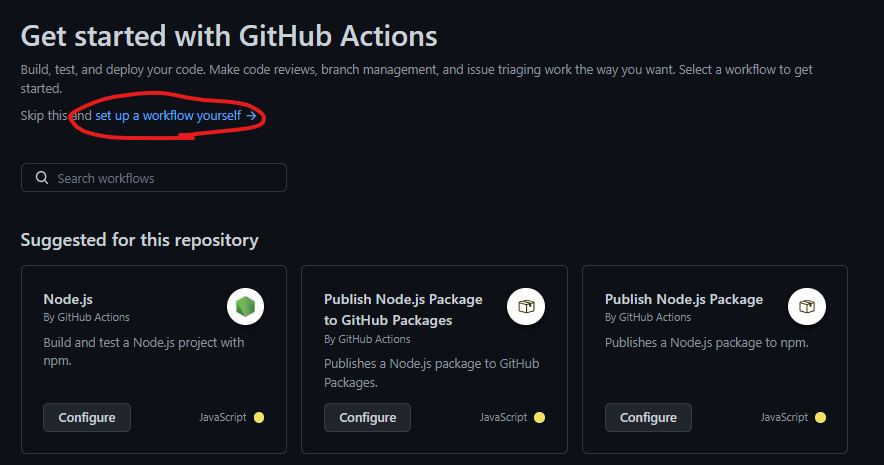 Get started with GitHub Actions
Build, test, and deploy your code. Make code reviews, branch management, and issue triaging work the way you want. Select a workflow to get
started.
Skip this and set up a workflow yourself →
Search workflows
Suggested for this repository
Node.js
By GitHub Actions
Build and test a Node.js project with
npm.
Configure
JavaScript
Publish Node.js Package
to GitHub Packages
By GitHub Actions
Publishes a Node.js package to GitHub
Packages.
Configure
JavaScript
Publish Node.js Package
By GitHub Actions
Publishes a Node.js package to npm.
Configure
JavaScript